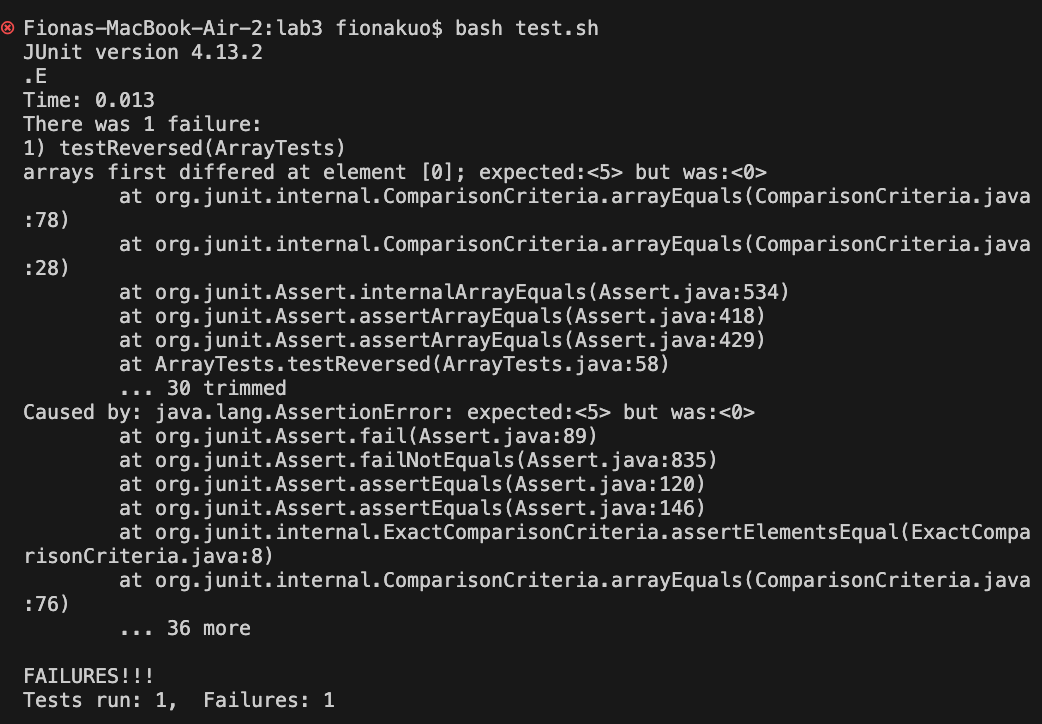 Fionas-MacBook-Air-2:lab3 fionakuo$ bash test.sh
JUnit version 4.13.2
.E
Time: 0.013
There was 1 failure:
1) testReversed(ArrayTests)
arrays first differed at element [0]; expected:<5> but was:<0>
        at org.junit.internal.ComparisonCriteria.arrayEquals(ComparisonCriteria.java
:78)
        at org.junit.internal.ComparisonCriteria.arrayEquals(ComparisonCriteria.java
:28)
        at org.junit.Assert.internalArrayEquals(Assert.java:534)
        at org.junit.Assert.assertArrayEquals(Assert.java:418)
        at org.junit.Assert.assertArrayEquals(Assert.java:429)
        at ArrayTests.testReversed(ArrayTests.java:58)
        ... 30 trimmed
Caused by: java.lang.AssertionError: expected:<5> but was:<0>
        at org.junit.Assert.fail(Assert.java:89)
        at org.junit.Assert.failNotEquals(Assert.java:835)
        at org.junit.Assert.assertEquals(Assert.java:120)
        at org.junit.Assert.assertEquals(Assert.java:146)
        at org.junit.internal.ExactComparisonCriteria.assertElementsEqual(ExactCompa
risonCriteria.java:8)
        at org.junit.internal.ComparisonCriteria.arrayEquals(ComparisonCriteria.java
:76)
        ... 36 more

FAILURES!!!
Tests run: 1,  Failures: 1